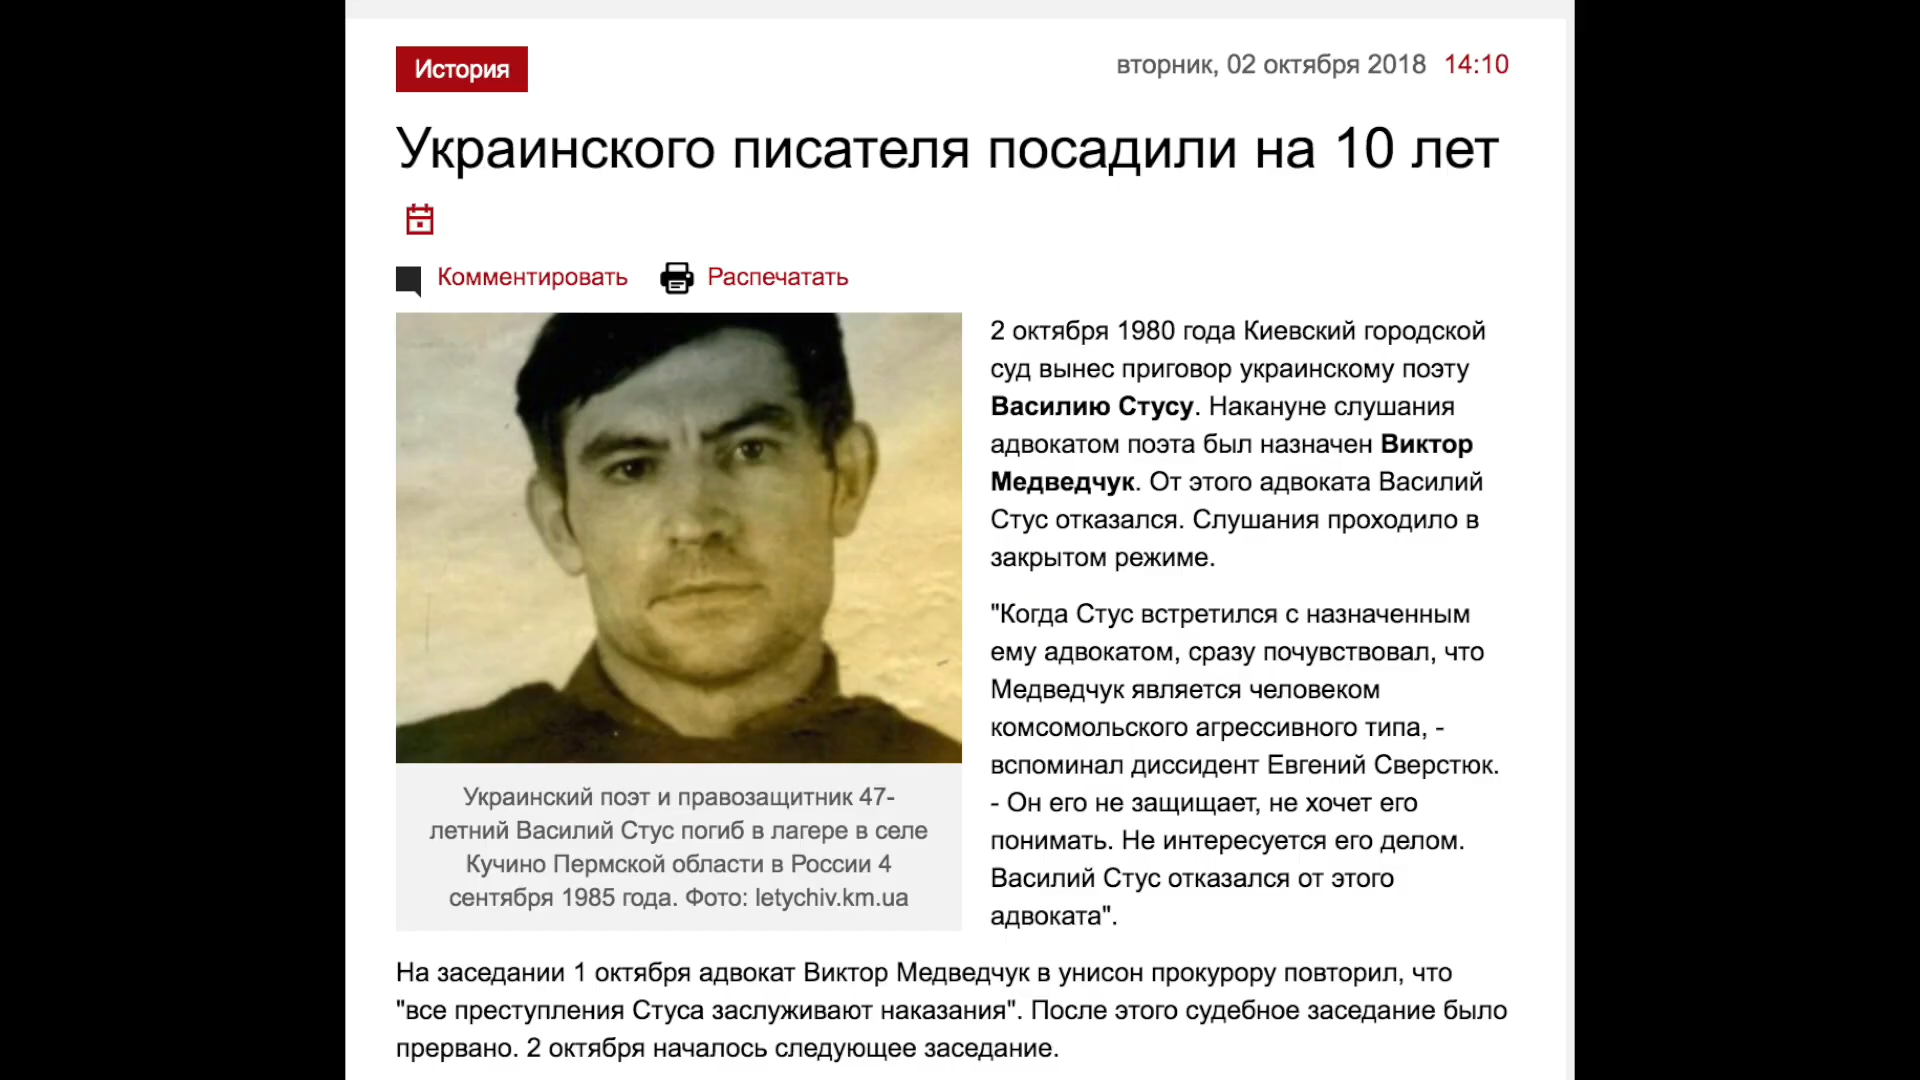 История
вторник, 02 октября 2018 14:10
Украинского писателя посадили на 10 лет
Комментировать Распечатать
2 октября 1980 года Киевский городской
суд вынес приговор украинскому поэту
Василию Стусу. Накануне слушания
адвокатом поэта был назначен Виктор
Медведчук. От этого адвоката Василий
Стус отказался. Слушания проходило в
закрытом режиме.
"Когда Стус встретился с назначенным
ему адвокатом, сразу почувствовал, что
Медведчук является человеком
комсомольского агрессивного типа, -
вспоминал диссидент Евгений Сверстюк.
- Он его не защищает, не хочет его
понимать. Не интересуется его делом.
Василий Стус отказался от этого
адвоката".
Украинский поэт и правозащитник 47-
летний Василий Стус погиб в лагере в селе
Кучино Пермской области в России 4
сентября 1985 года. Фото: letychiv.km.ua
На заседании 1 октября адвокат Виктор Медведчук в унисон прокурору повторил, что
"все преступления Стуса заслуживают наказания". После этого судебное заседание было
прервано. 2 октября началось следующее заседание.